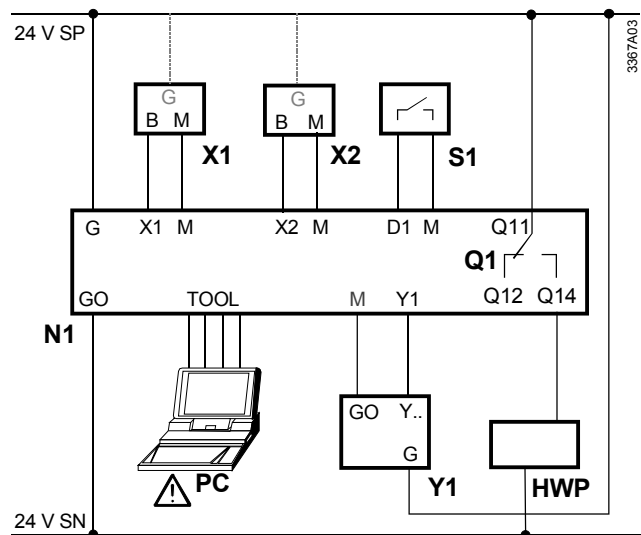 24 V SP
3367A03
G
G
B M
B M
X1
X2
S1
G X1 M X2 M D1 M Q11
Q1
GO TOOL M Y1 Q12 Q14
N1
GO Y..
G
PC
Y1
HWP
24 V SN